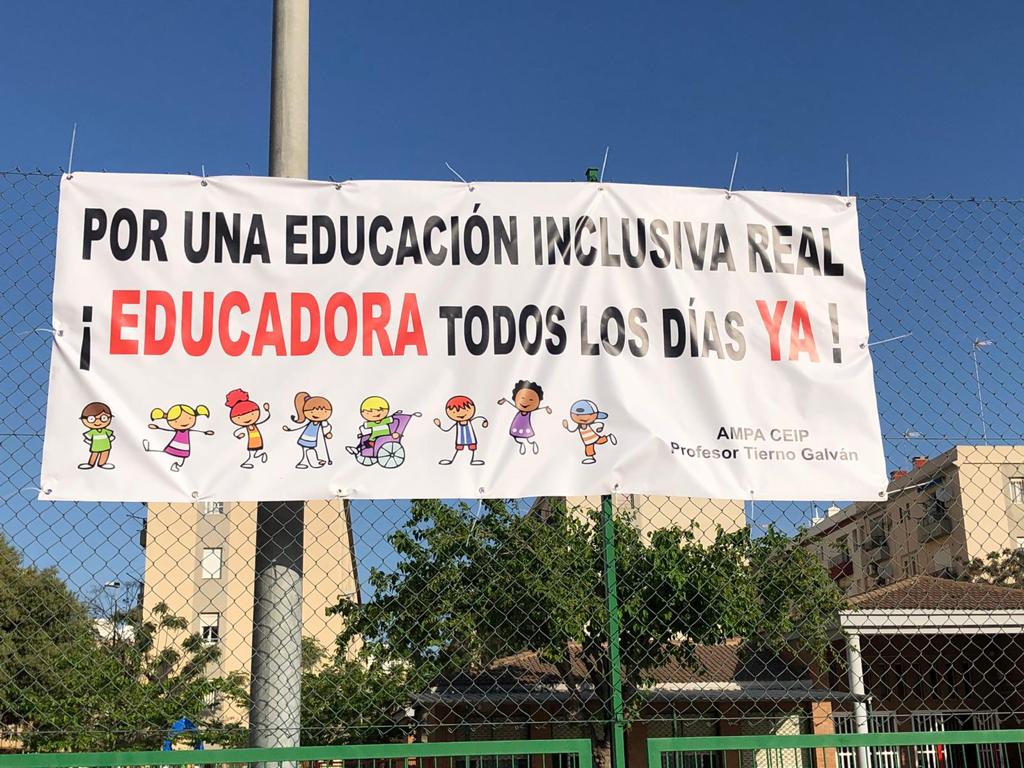 POR UNA EDUCACIÓN INCLUSIVA REAL
¡EDUCADORA TODOS LOS DÍAS YA!
AMPA CEIP
Profesor Tierno Galván